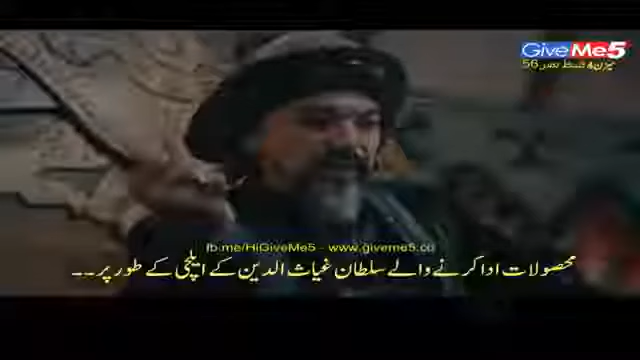 GiveMe5
سیزن 4 قسط نمبر 56
fb.me/HiGiveMe5 - www.giveme5.co
محصولات ادا کرنے والے سلطان غیاث الدین کے ایلچی کے طور پر۔۔